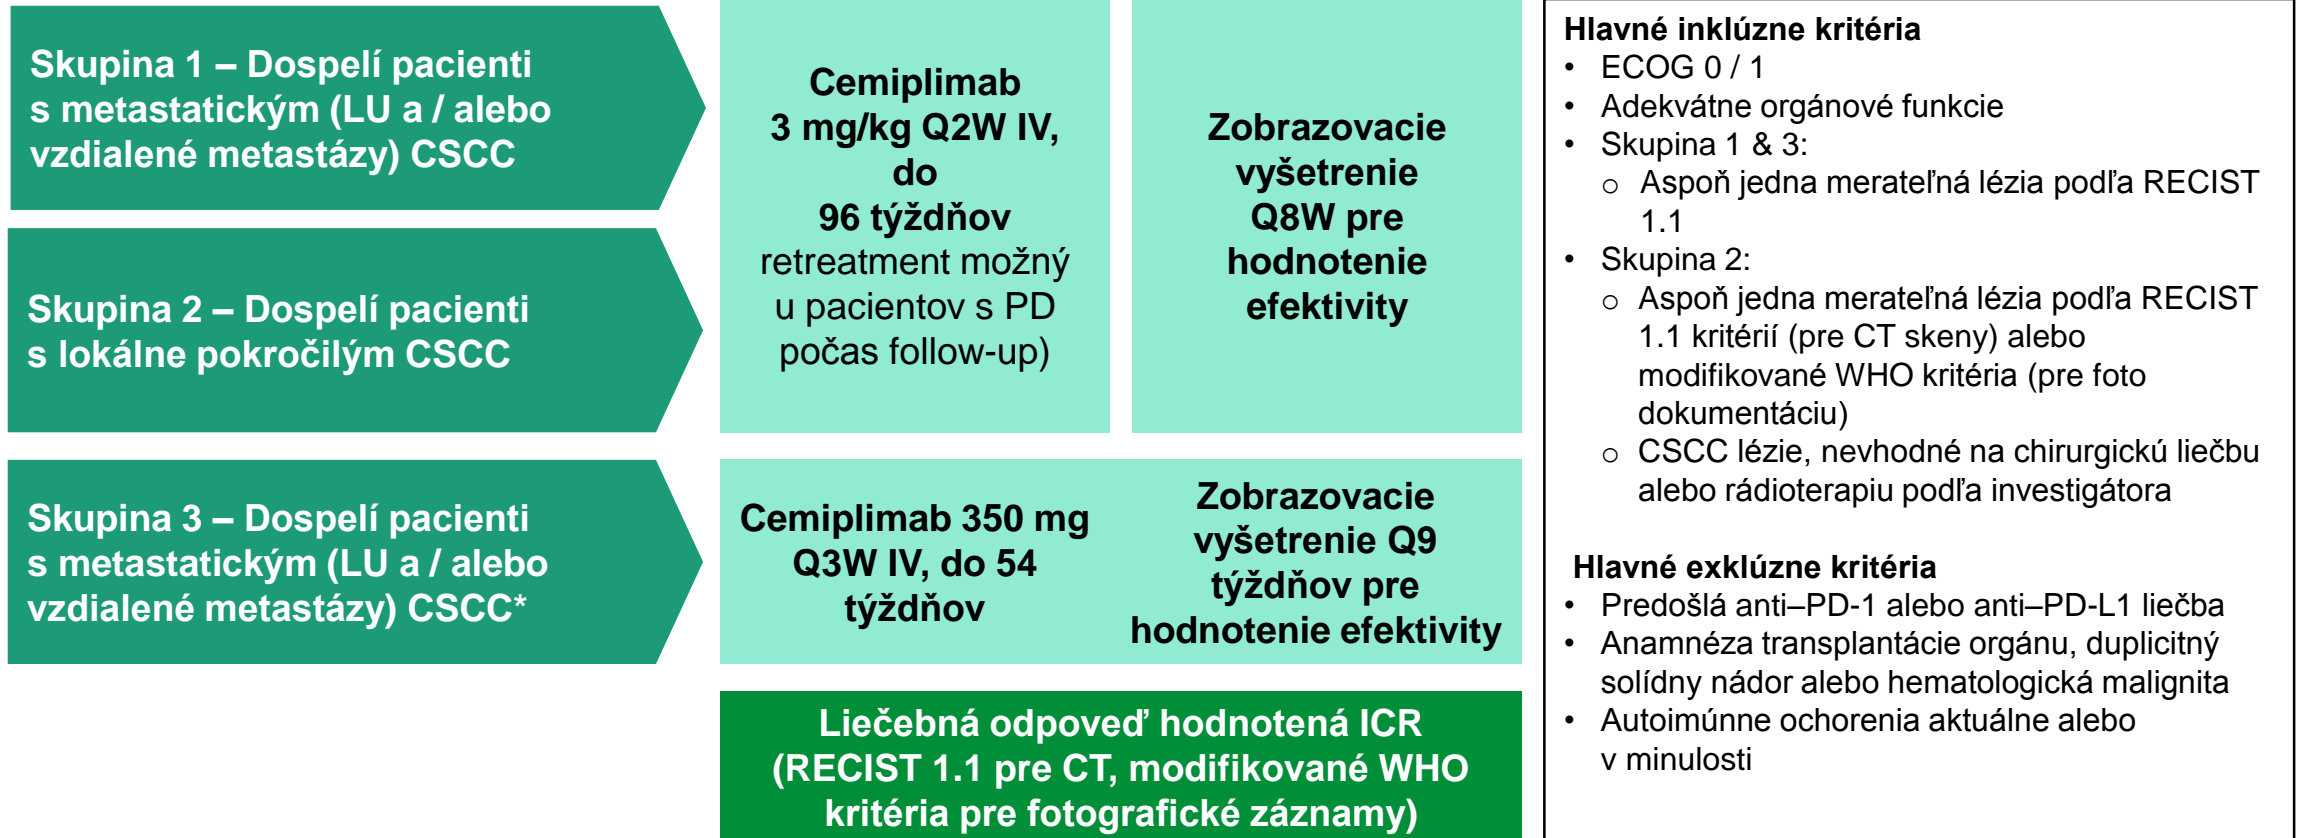 Skupina 1 – Dospelí pacienti
s metastatickým (LU a / alebo
vzdialené metastázy) CSCC
Skupina 2 – Dospelí pacienti
s lokálne pokročilým CSCC
Skupina 3 – Dospelí pacienti
s metastatickým (LU a / alebo
vzdialené metastázy) CSCC*
Cemiplimab
3 mg/kg Q2W IV,
do
96 týždňov
retreatment možný
u pacientov s PD
počas follow-up)
Zobrazovacie
vyšetrenie
Q8W pre
hodnotenie
efektivity
Cemiplimab 350 mg
Q3W IV, do 54
týždňov
Zobrazovacie
vyšetrenie Q9
týždňov pre
hodnotenie efektivity
Liečebná odpoveď hodnotená ICR
(RECIST 1.1 pre CT, modifikované WHO
kritéria pre fotografické záznamy)
Hlavné inklúzne kritéria
• ECOG 0 / 1
• Adekvátne orgánové funkcie
• Skupina 1 & 3:
o Aspoň jedna merateľná lézia podľa RECIST
1.1
• Skupina 2:
o Aspoň jedna merateľná lézia podľa RECIST
1.1 kritérií (pre CT skeny) alebo
modifikované WHO kritéria (pre foto
dokumentáciu)
o CSCC lézie, nevhodné na chirurgickú liečbu
alebo rádioterapiu podľa investigátora
Hlavné exklúzne kritéria
• Predošlá anti–PD-1 alebo anti–PD-L1 liečba
• Anamnéza transplantácie orgánu, duplicitný
solídny nádor alebo hematologická malignita
• Autoimúnne ochorenia aktuálne alebo
v minulosti